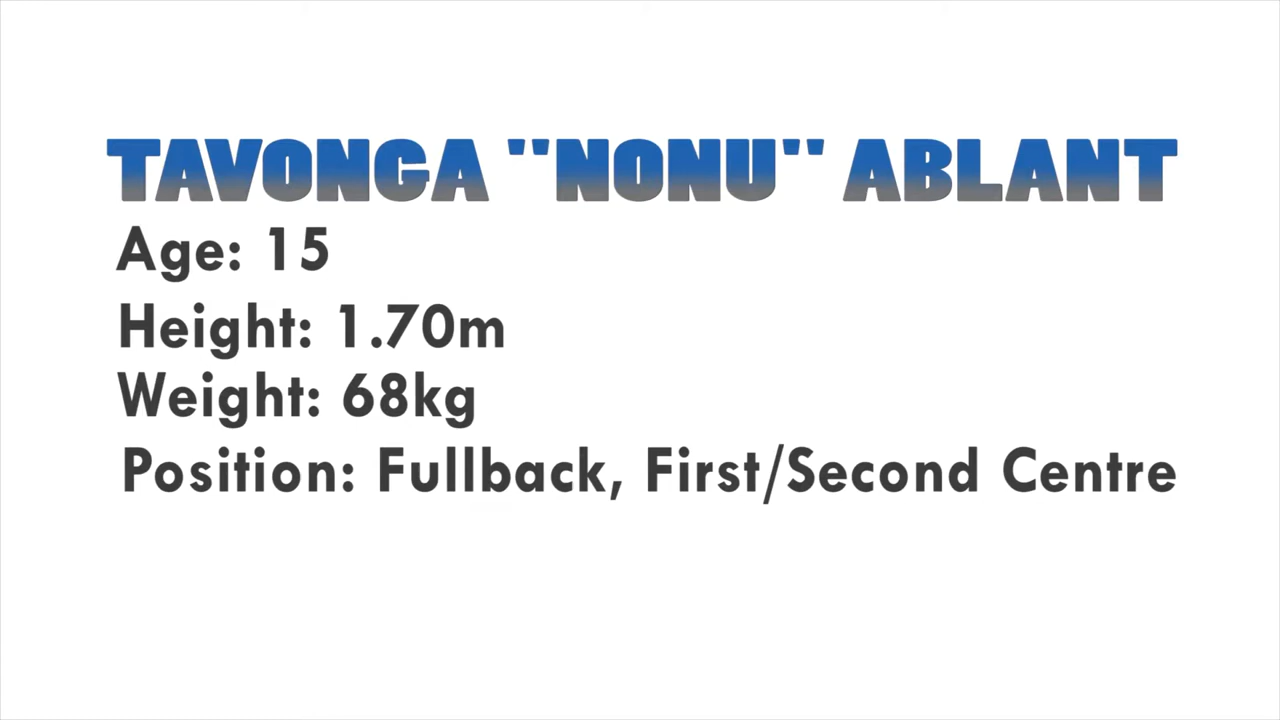 TAVONGA "NONU" ABLANT
Age: 15
Height: 1.70m
Weight: 68kg
Position: Fullback, First/Second Centre